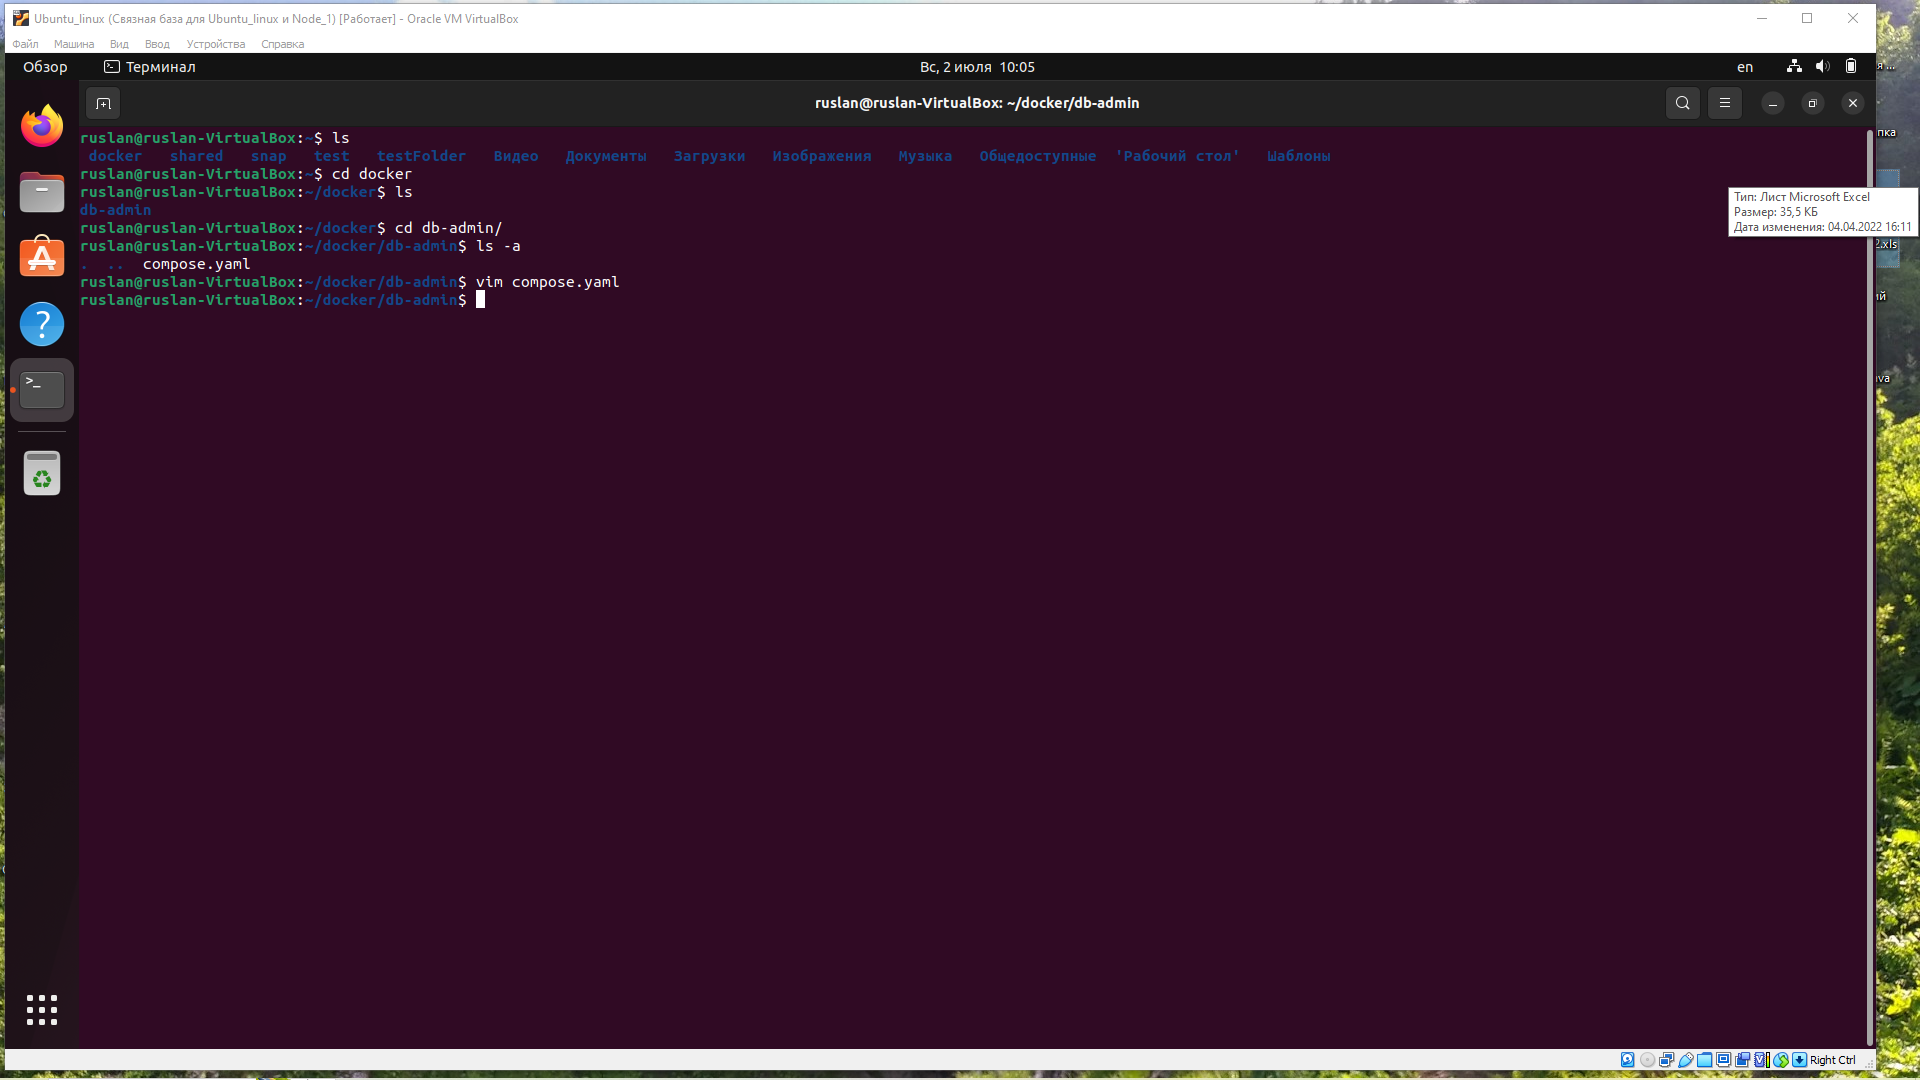 Ubuntu_linux (Связная база для Ubuntu_linux и Node_1) [Работает] - Oracle VM VirtualBox
Файл Машина Вид Ввод Устройства Справка
Обзор Терминал Вс, 2 июля 10:05 en
ruslan@ruslan-VirtualBox: ~/docker/db-admin
ruslan@ruslan-VirtualBox:~$ ls
docker shared snap test testFolder Видео Документы Загрузки Изображения Музыка Общедоступные 'Рабочий стол' Шаблоны
ruslan@ruslan-VirtualBox:~$ cd docker
ruslan@ruslan-VirtualBox:~/docker$ ls
db-admin
ruslan@ruslan-VirtualBox:~/docker$ cd db-admin/
ruslan@ruslan-VirtualBox:~/docker/db-admin$ ls -a
. .. compose.yaml
ruslan@ruslan-VirtualBox:~/docker/db-admin$ vim compose.yaml
ruslan@ruslan-VirtualBox:~/docker/db-admin$
пка
Тип: Лист Microsoft Excel
Размер: 35,5 КБ
Дата изменения: 04.04.2022 16:11
2.xls
ий
Right Ctrl